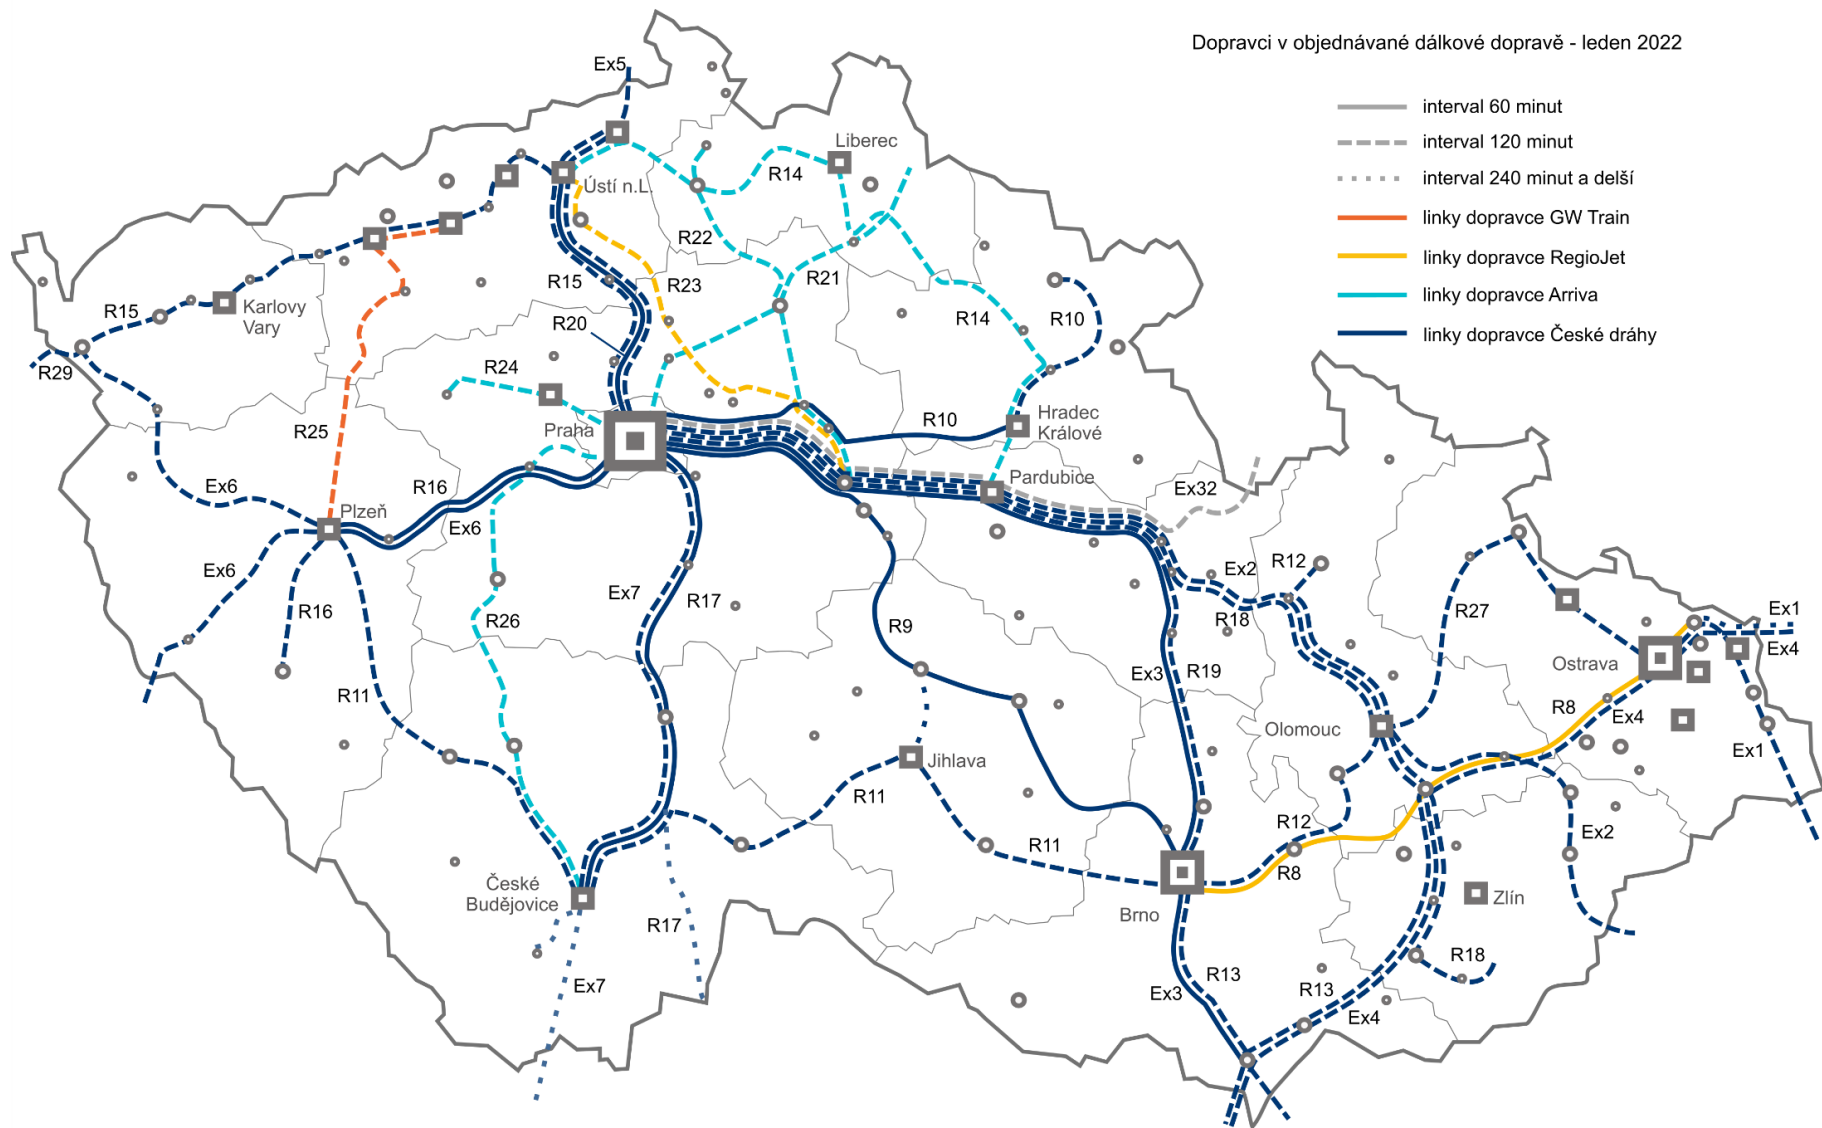 Dopravci v objednávané dálkové dopravě - leden 2022
interval 60 minut
interval 120 minut
interval 240 minut a delší
linky dopravce GW Train
linky dopravce RegioJet
linky dopravce Arriva
linky dopravce České dráhy
Ex5
Liberec
R14
Ústí n.L.
R22
R21
R15
R23
R15
Karlovy
Vary
R20
R14
R10
R29
R24
R25
Praha
R10
Hradec
Králové
R16
Ex6
Plzeň
Ex6
Pardubice
Ex32
Ex6
R16
Ex7
R17
R26
R9
Ex2
R12
R18
R27
Ex1
Ex4
Ostrava
Ex3
R19
R11
R8
Ex4
Olomouc
Ex1
Jihlava
R11
R12
R11
R8
Ex2
České
Budějovice
R17
Brno
Zlín
R18
Ex7
R13
Ex3
R13
Ex4